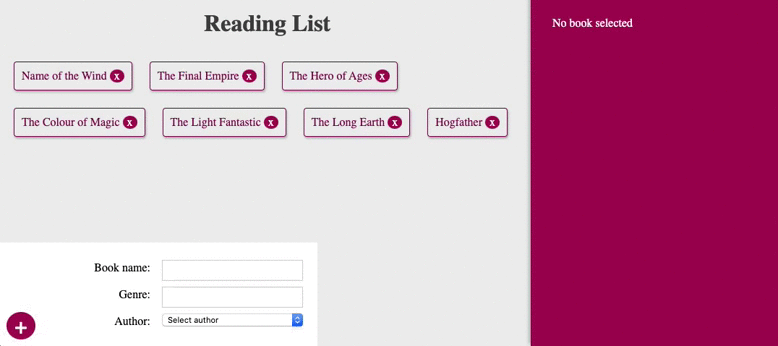 Reading List
No book selected
Name of the Wind x The Final Empire x The Hero of Ages x
The Colour of Magic x The Light Fantastic x The Long Earth x Hogfather x
Book name:
Genre:
Author: Select author
+